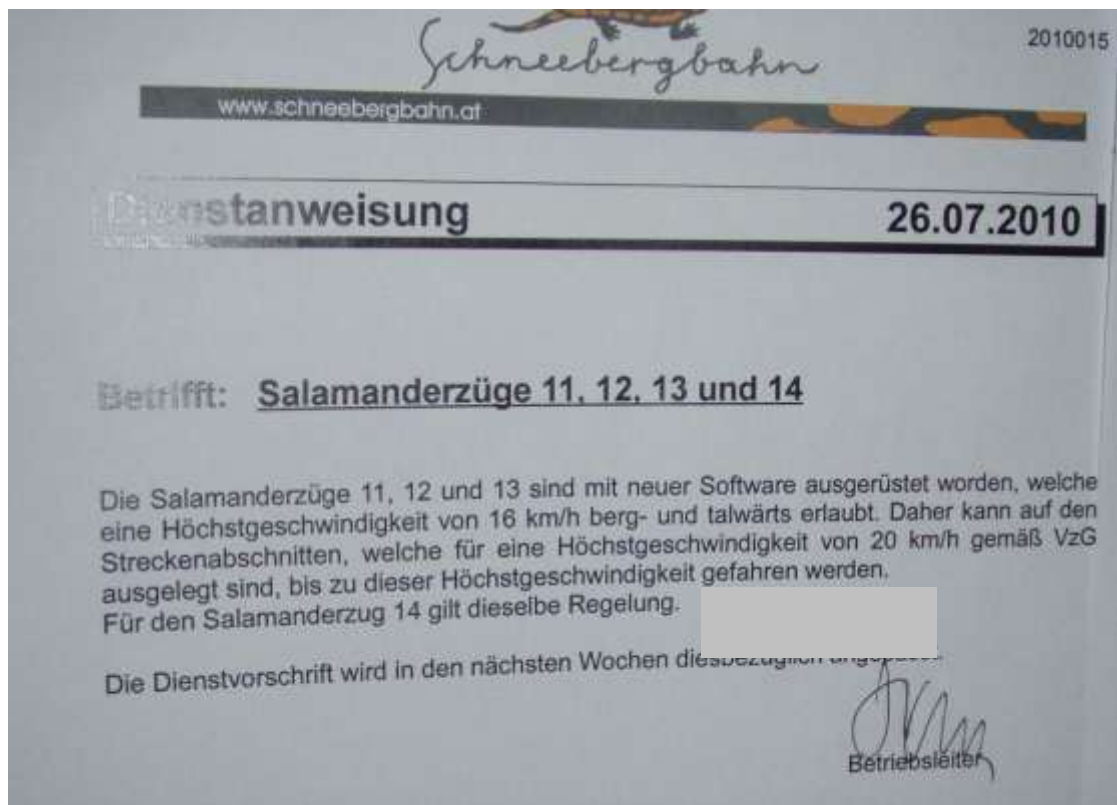 Schneebergbahn
2010015
www.schneebergbahn.at
Dienstanweisung
26.07.2010
Betrifft: Salamanderzüge 11, 12, 13 und 14
Die Salamanderzüge 11, 12 und 13 sind mit neuer Software ausgerüstet worden, welche
eine Höchstgeschwindigkeit von 16 km/h berg- und talwärts erlaubt. Daher kann auf den
Streckenabschnitten, welche für eine Höchstgeschwindigkeit von 20 km/h gemäß VzG
ausgelegt sind, bis zu dieser Höchstgeschwindigkeit gefahren werden.
Für den Salamanderzug 14 gilt dieselbe Regelung.
Die Dienstvorschrift wird in den nächsten Wochen diesbezüglich
Betriebsleiter